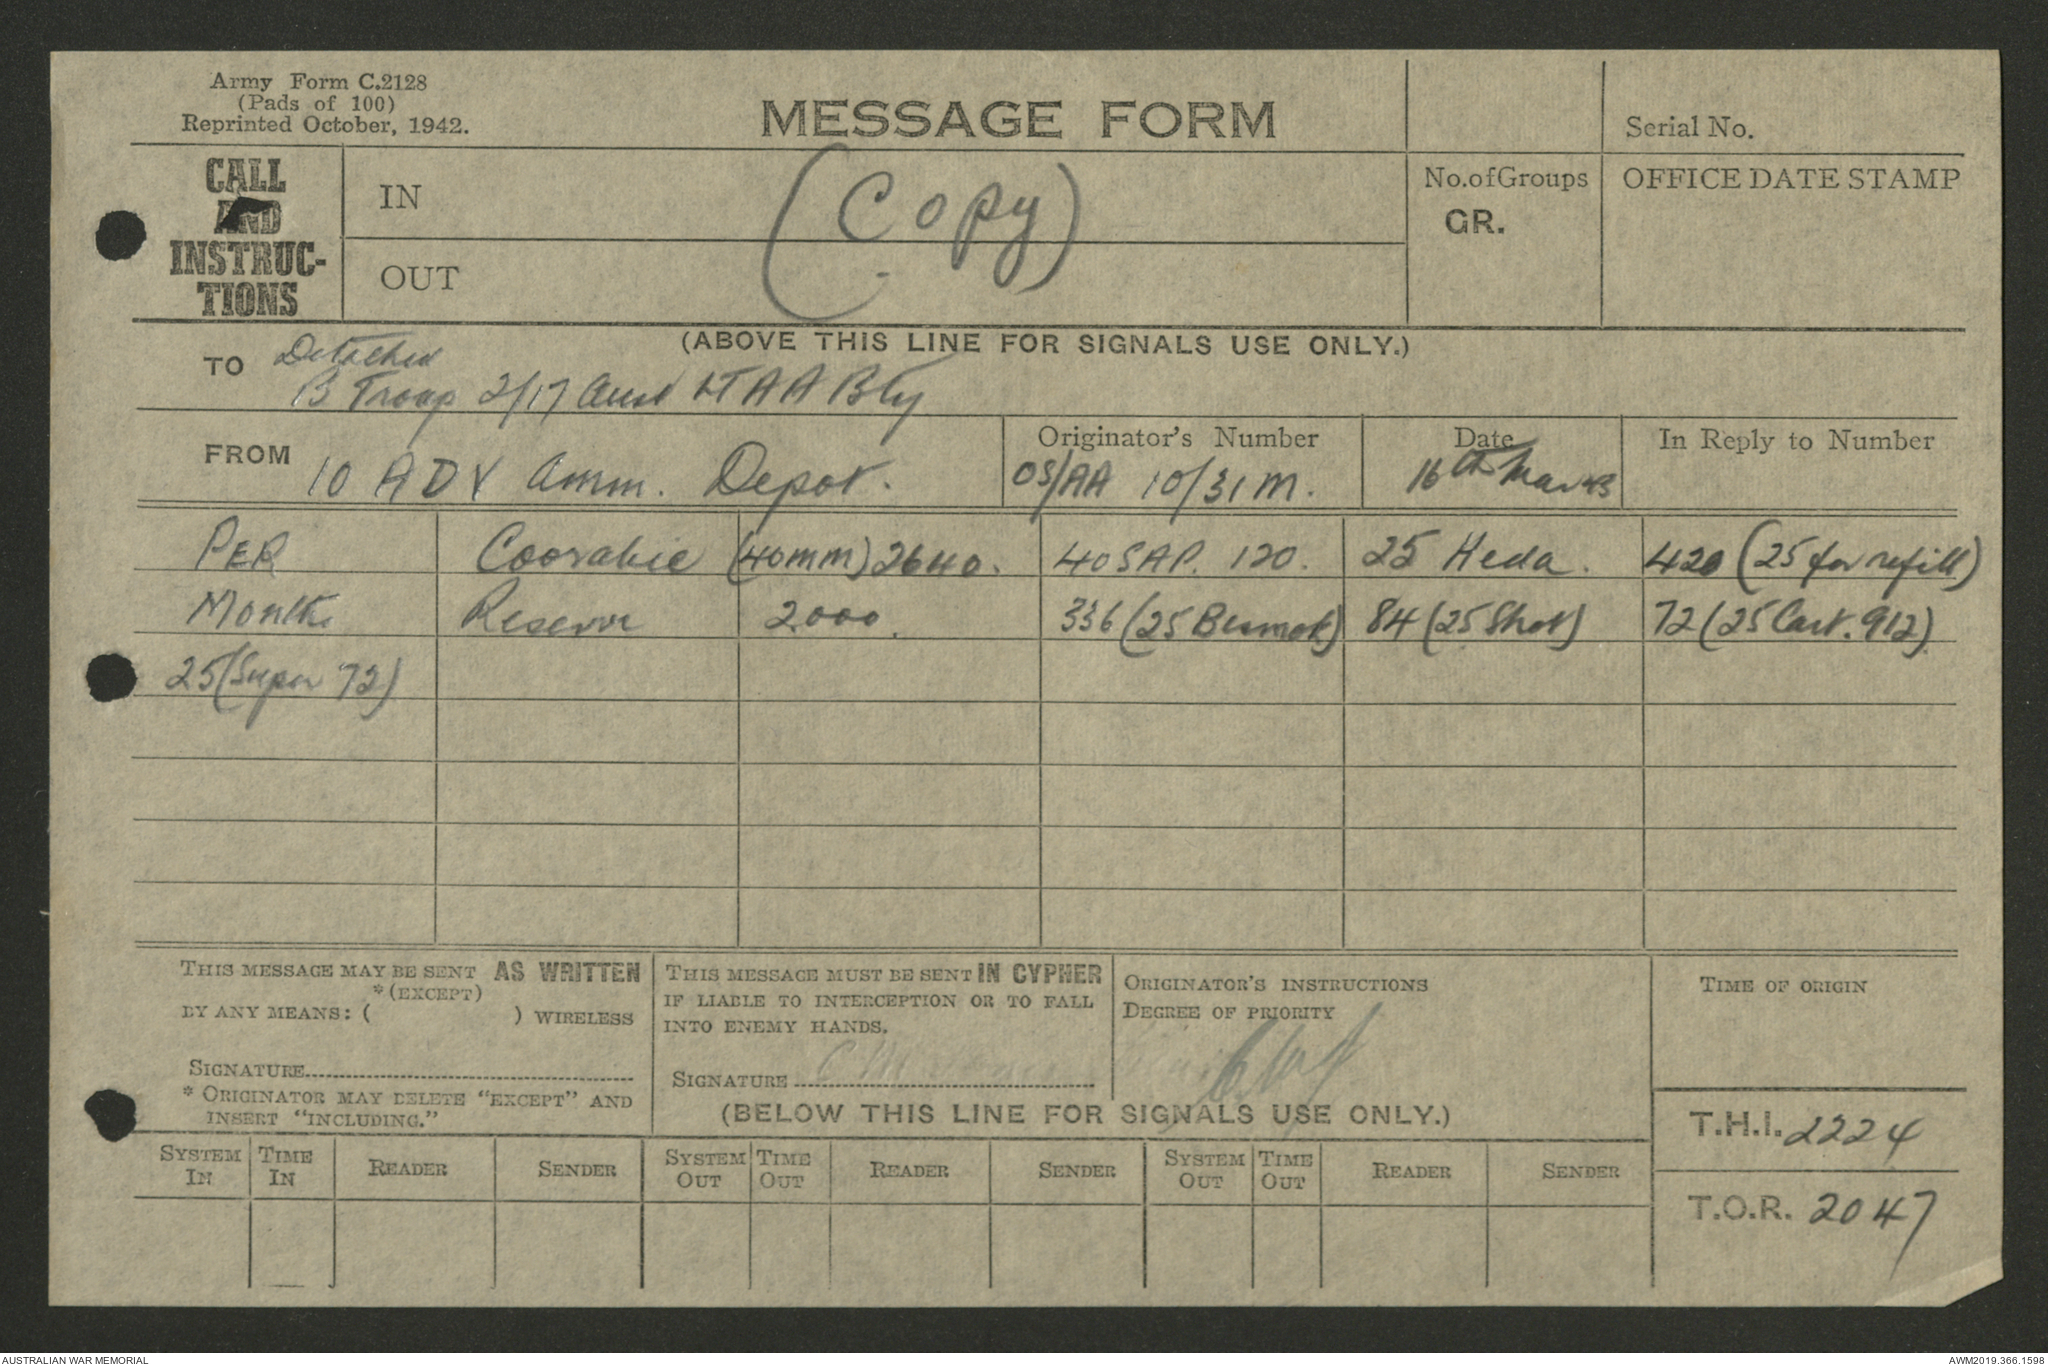 Army Form C.2128
(Pads of 100)
Reprinted October, 1942.
MESSAGE FORM
Serial No.
CALL
AND
INSTRUC-
TIONS
IN
OUT
(Copy)
No.ofGroups
GR.
OFFICE DATE STAMP
(ABOVE THIS LINE FOR SIGNALS USE ONLY.)
TO Detached
B Troop 2/17 Aust LT AA Bty
FROM 10 ADV Amm. Depot.
Originator's Number
OS/AA 10/31M.
Date
16th Mar 43
In Reply to Number
PER Coorabie (40mm) 2640. 40SAP. 120. 25 Heda. 420 (25 for refill)
Month Reserve 2000. 336 (25 Besmok) 84 (25 Shot) 72 (25 Cart. 912)
25 (Super 72)
THIS MESSAGE MAY BE SENT AS WRITTEN
*(EXCEPT)
BY ANY MEANS: ( ) WIRELESS
SIGNATURE
* ORIGINATOR MAY DELETE "EXCEPT" AND
INSERT "INCLUDING."
THIS MESSAGE MUST BE SENT IN CYPHER
IF LIABLE TO INTERCEPTION OR TO FALL
INTO ENEMY HANDS.
SIGNATURE
ORIGINATOR'S INSTRUCTIONS
DEGREE OF PRIORITY
TIME OF ORIGIN
(BELOW THIS LINE FOR SIGNALS USE ONLY.)
T.H.I. 2224
T.O.R. 2047
SYSTEM IN TIME IN READER SENDER SYSTEM OUT TIME OUT READER SENDER SYSTEM OUT TIME OUT READER SENDER
AUSTRALIAN WAR MEMORIAL
AWM2019.366.1598